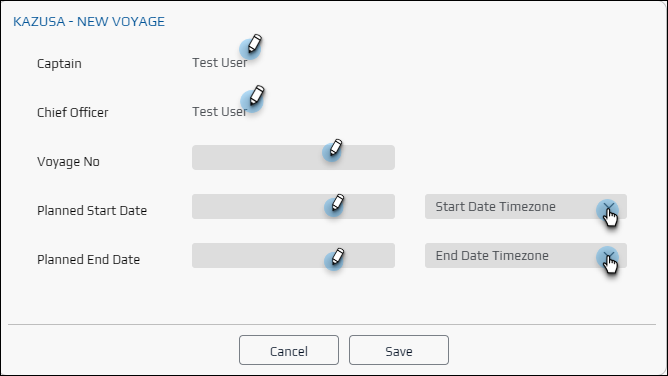 KAZUSA - NEW VOYAGE
Captain Test User
Chief Officer Test User
Voyage No
Planned Start Date Start Date Timezone
Planned End Date End Date Timezone
Cancel Save